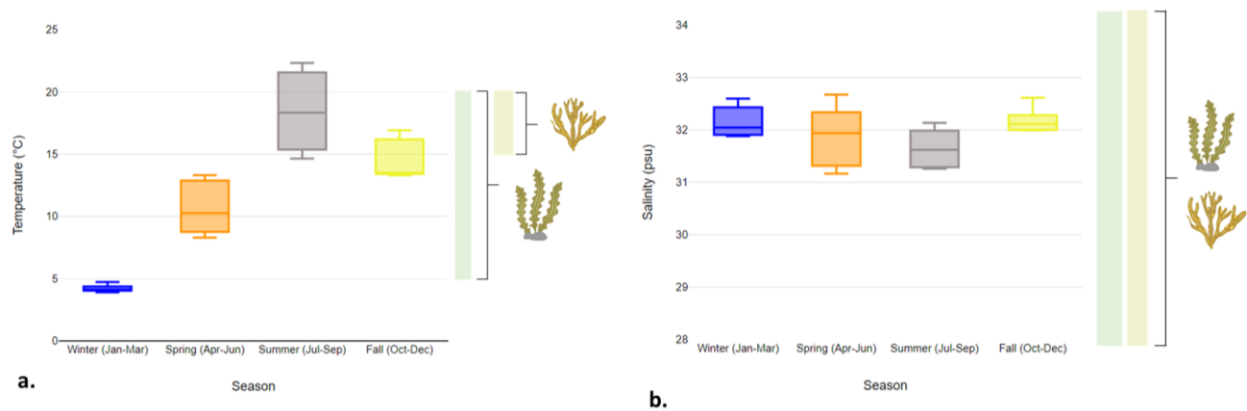 25
20
15
10
5
0
Temperature (°C)
Winter (Jan-Mar) Spring (Apr-Jun) Summer (Jul-Sep) Fall (Oct-Dec)
Season
a.
34
33
32
31
30
29
28
Salinity (psu)
Winter (Jan-Mar) Spring (Apr-Jun) Summer (Jul-Sep) Fall (Oct-Dec)
Season
b.